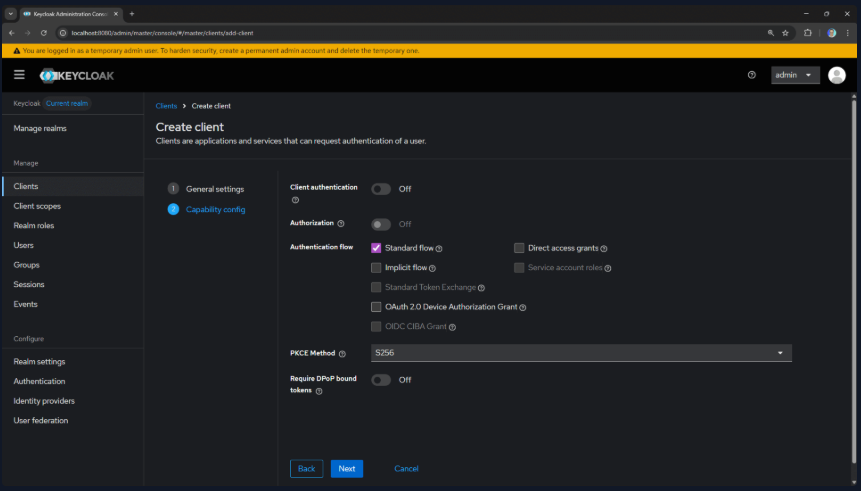 Keycloak Administration Conso
localhost:8080/admin/master/console/#/master/clients/add-client
You are logged in as a temporary admin user. To harden security, create a permanent admin account and delete the temporary one.
KEYCLOAK
admin
Keycloak Current realm
Manage realms
Manage
Clients
Client scopes
Realm roles
Users
Groups
Sessions
Events
Configure
Realm settings
Authentication
Identity providers
User federation
Clients > Create client
Create client
Clients are applications and services that can request authentication of a user.
1 General settings
2 Capability config
Client authentication Off
Authorization Off
Authentication flow
Standard flow Direct access grants
Implicit flow Service account roles
Standard Token Exchange
OAuth 2.0 Device Authorization Grant
OIDC CIBA Grant
PKCE Method S256
Require DPoP bound
tokens
Off
Back Next Cancel